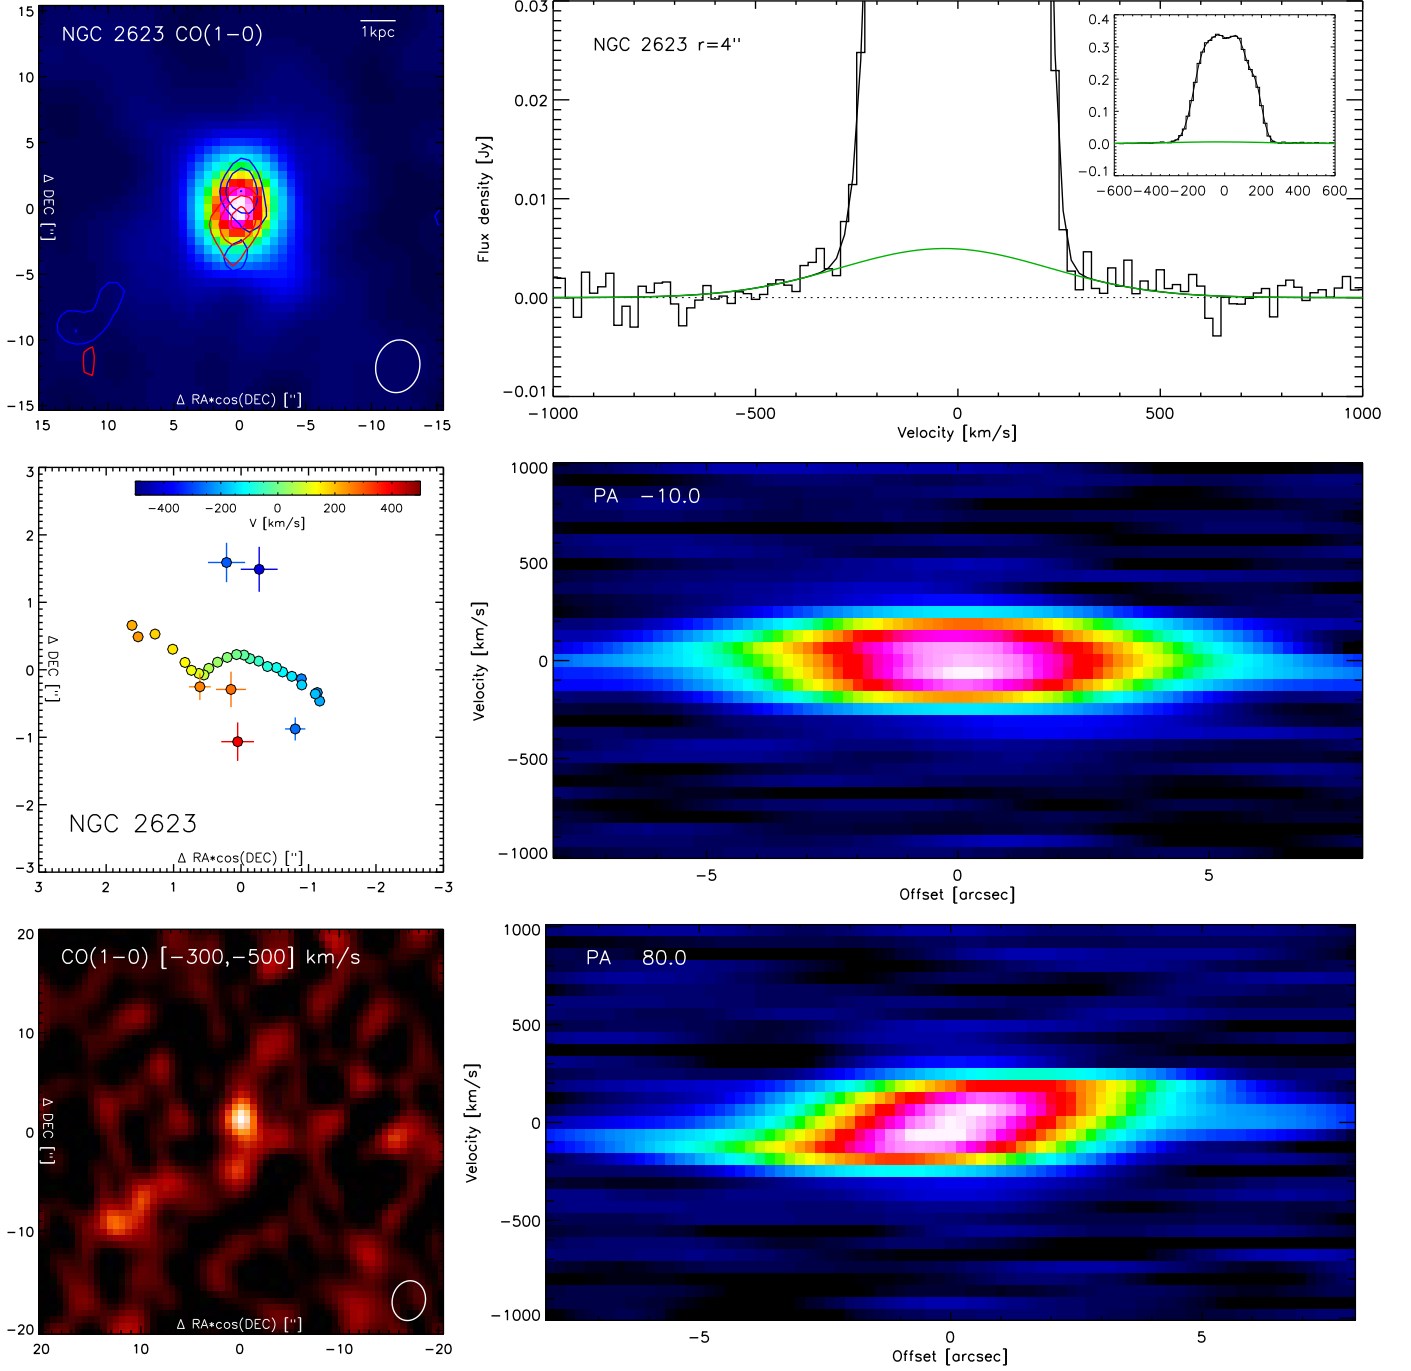 NGC 2623 CO(1-0)
1kpc
15
10
5
0
-5
-10
-15
Δ DEC ["]
Δ RA*cos(DEC) ["]
15 10 5 0 -5 -10 -15
NGC 2623 r=4"
0.03
0.02
0.01
0.00
-0.01
Flux density [Jy]
-1000 -500 0 500 1000
Velocity [km/s]
0.4
0.3
0.2
0.1
0.0
-0.1
-600 -400 -200 0 200 400 600
3
2
1
0
-1
-2
-3
-400 -200 0 200 400
V [km/s]
Δ DEC ["]
NGC 2623
Δ RA*cos(DEC) ["]
3 2 1 0 -1 -2 -3
PA -10.0
1000
500
0
-500
-1000
Velocity [km/s]
-5 0 5
Offset [arcsec]
CO(1-0) [-300,-500] km/s
20
10
0
-10
-20
Δ DEC ["]
Δ RA*cos(DEC) ["]
20 10 0 -10 -20
PA 80.0
1000
500
0
-500
-1000
Velocity [km/s]
-5 0 5
Offset [arcsec]